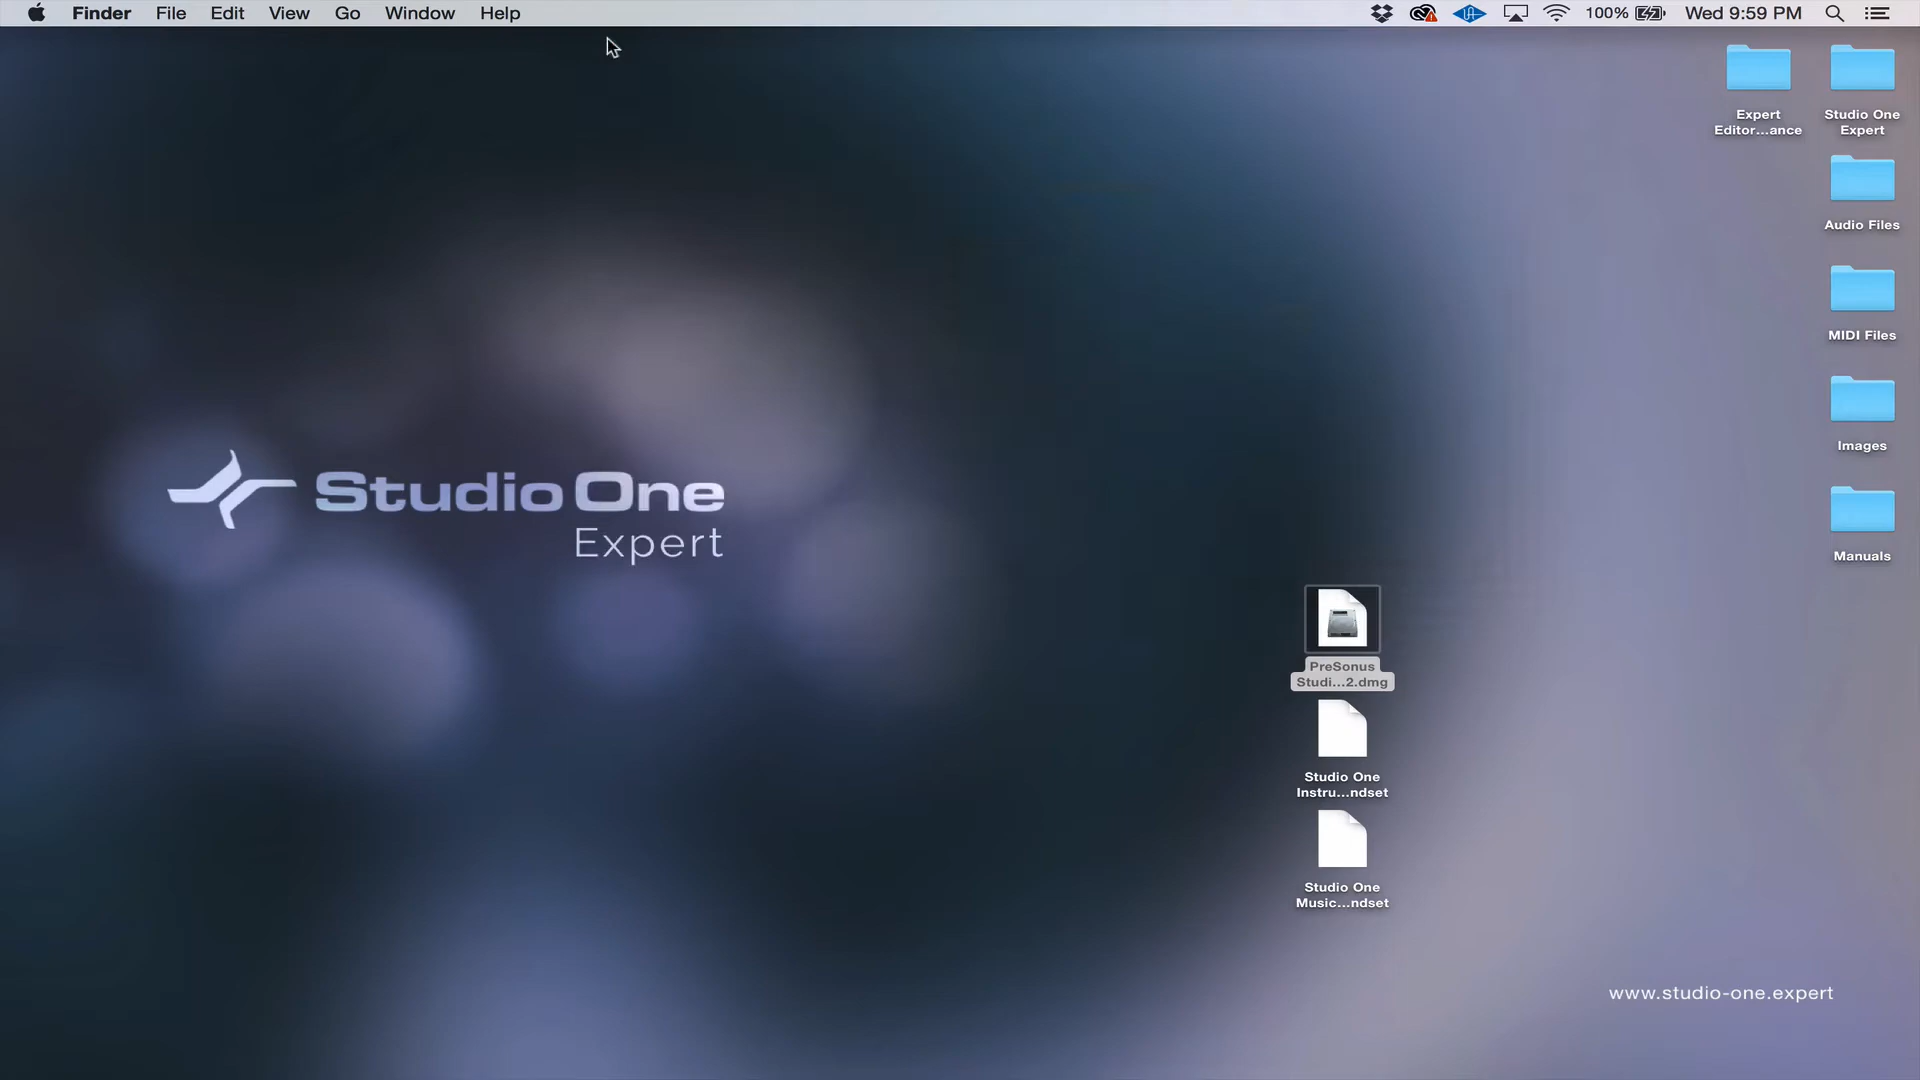 Finder File Edit View Go Window Help 100% Wed 9:59 PM
Expert
Editor...ance
Studio One
Expert
Audio Files
MIDI Files
Images
Manuals
Studio One
Expert
PreSonus
Studi...2.dmg
Studio One
Instru...ndset
Studio One
Music...ndset
www.studio-one.expert